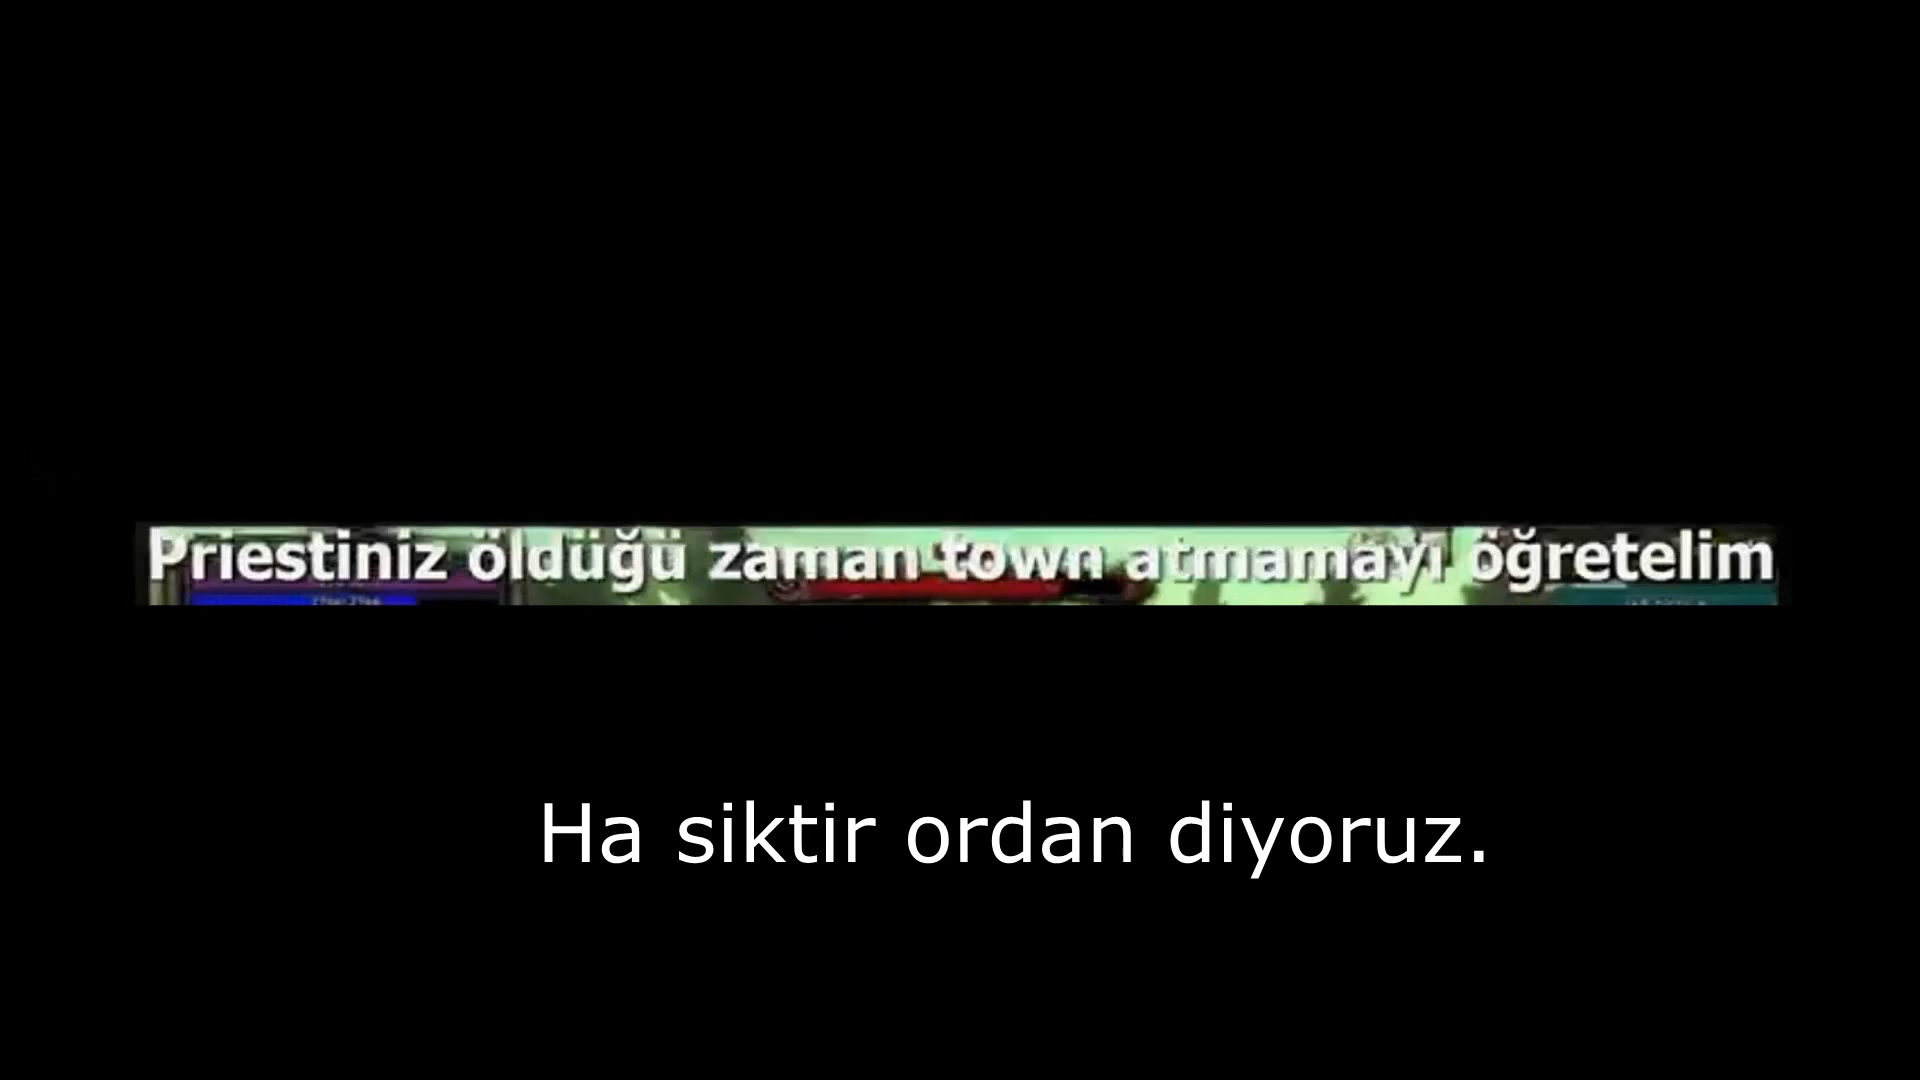 Priestiniz öldüğü zaman town atmamayı öğretelim
Ha siktir ordan diyoruz.